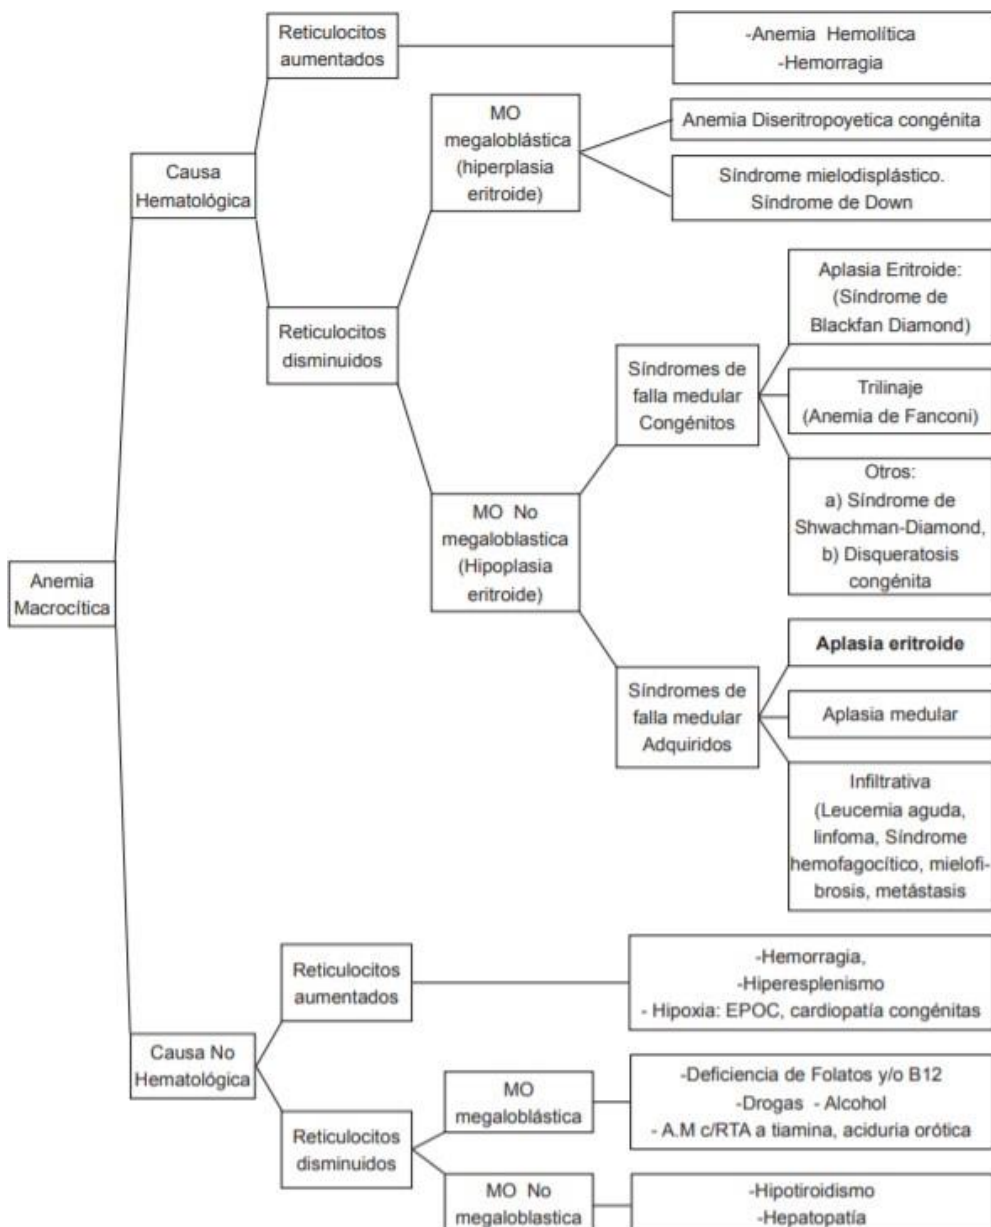 Reticulocitos
aumentados
-Anemia Hemolítica
-Hemorragia
MO
megaloblástica
(hiperplasia
eritroide)
Anemia Diseritropoyetica congénita
Síndrome mielodisplástico.
Síndrome de Down
Causa
Hematológica
Reticulocitos
disminuidos
Aplasia Eritroide:
(Síndrome de
Blackfan Diamond)
Síndromes de
falla medular
Congénitos
Trilinaje
(Anemia de Fanconi)
Otros:
a) Síndrome de
Shwachman-Diamond,
b) Disqueratosis
congénita
MO No
megaloblastica
(Hipoplasia
eritroide)
Anemia
Macrocítica
Aplasia eritroide
Síndromes de
falla medular
Adquiridos
Aplasia medular
Infiltrativa
(Leucemia aguda,
linfoma, Síndrome
hemofagocítico, mielofi-
brosis, metástasis
Reticulocitos
aumentados
-Hemorragia,
-Hiperesplenismo
- Hipoxia: EPOC, cardiopatía congénitas
Causa No
Hematológica
MO
megaloblástica
-Deficiencia de Folatos y/o B12
-Drogas - Alcohol
- A.M c/RTA a tiamina, aciduria orótica
Reticulocitos
disminuidos
MO No
megaloblastica
-Hipotiroidismo
-Hepatopatía